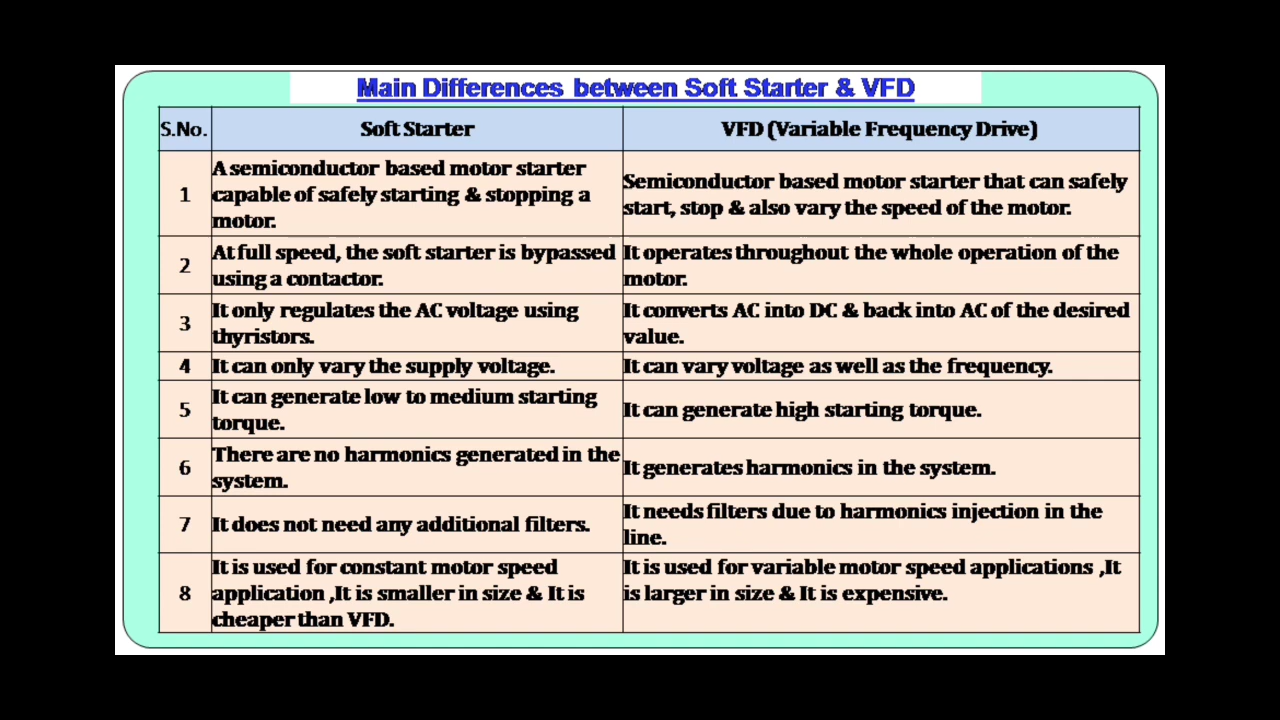 Main Differences between Soft Starter & VFD
S.No.
Soft Starter
VFD (Variable Frequency Drive)
1
A semiconductor based motor starter
capable of safely starting & stopping a
motor.
Semiconductor based motor starter that can safely
start, stop & also vary the speed of the motor.
2
At full speed, the soft starter is bypassed
using a contactor.
It operates throughout the whole operation of the
motor.
3
It only regulates the AC voltage using
thyristors.
It converts AC into DC & back into AC of the desired
value.
4
It can only vary the supply voltage.
It can vary voltage as well as the frequency.
5
It can generate low to medium starting
torque.
It can generate high starting torque.
6
There are no harmonics generated in the
system.
It generates harmonics in the system.
7
It does not need any additional filters.
It needs filters due to harmonics injection in the
line.
8
It is used for constant motor speed
application ,It is smaller in size & It is
cheaper than VFD.
It is used for variable motor speed applications ,It
is larger in size & It is expensive.